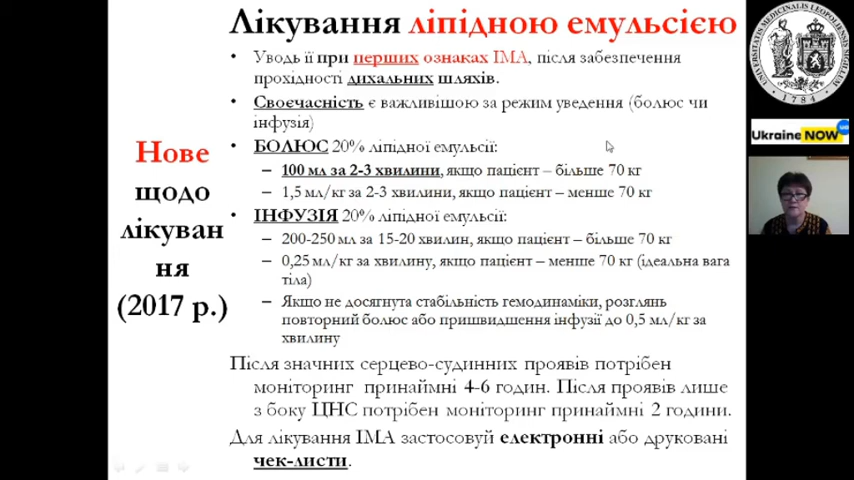 Лікування ліпідною емульсією
• Уводь її при перших ознаках ІМА, після забезпечення
прохідності дихальних шляхів.
• Своєчасність є важливішою за режим уведення (болюс чи
інфузія)
• БОЛЮС 20% ліпідної емульсії:
– 100 мл за 2-3 хвилини, якщо пацієнт – більше 70 кг
– 1,5 мл/кг за 2-3 хвилини, якщо пацієнт – менше 70 кг
• ІНФУЗІЯ 20% ліпідної емульсії:
– 200-250 мл за 15-20 хвилин, якщо пацієнт – більше 70 кг
– 0,25 мл/кг за хвилину, якщо пацієнт – менше 70 кг (ідеальна вага
тіла)
– Якщо не досягнута стабільність гемодинаміки, розглянь
повторний болюс або пришвидшення інфузії до 0,5 мл/кг за
хвилину
Після значних серцево-судинних проявів потрібен
моніторинг принаймні 4-6 годин. Після проявів лише
з боку ЦНС потрібен моніторинг принаймні 2 години.
Для лікування ІМА застосовуй електронні або друковані
чек-листи.
Нове
щодо
лікуван
ня
(2017 р.)
UNIVERSITAS MEDICINALIS LEOPOLIENSIS SIGILLUM
1784
Ukraine NOW